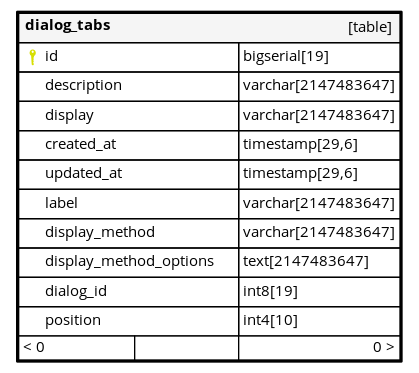 dialog_tabs [table]
id bigserial[19]
description varchar[2147483647]
display varchar[2147483647]
created_at timestamp[29,6]
updated_at timestamp[29,6]
label varchar[2147483647]
display_method varchar[2147483647]
display_method_options text[2147483647]
dialog_id int8[19]
position int4[10]
< 0 0 >